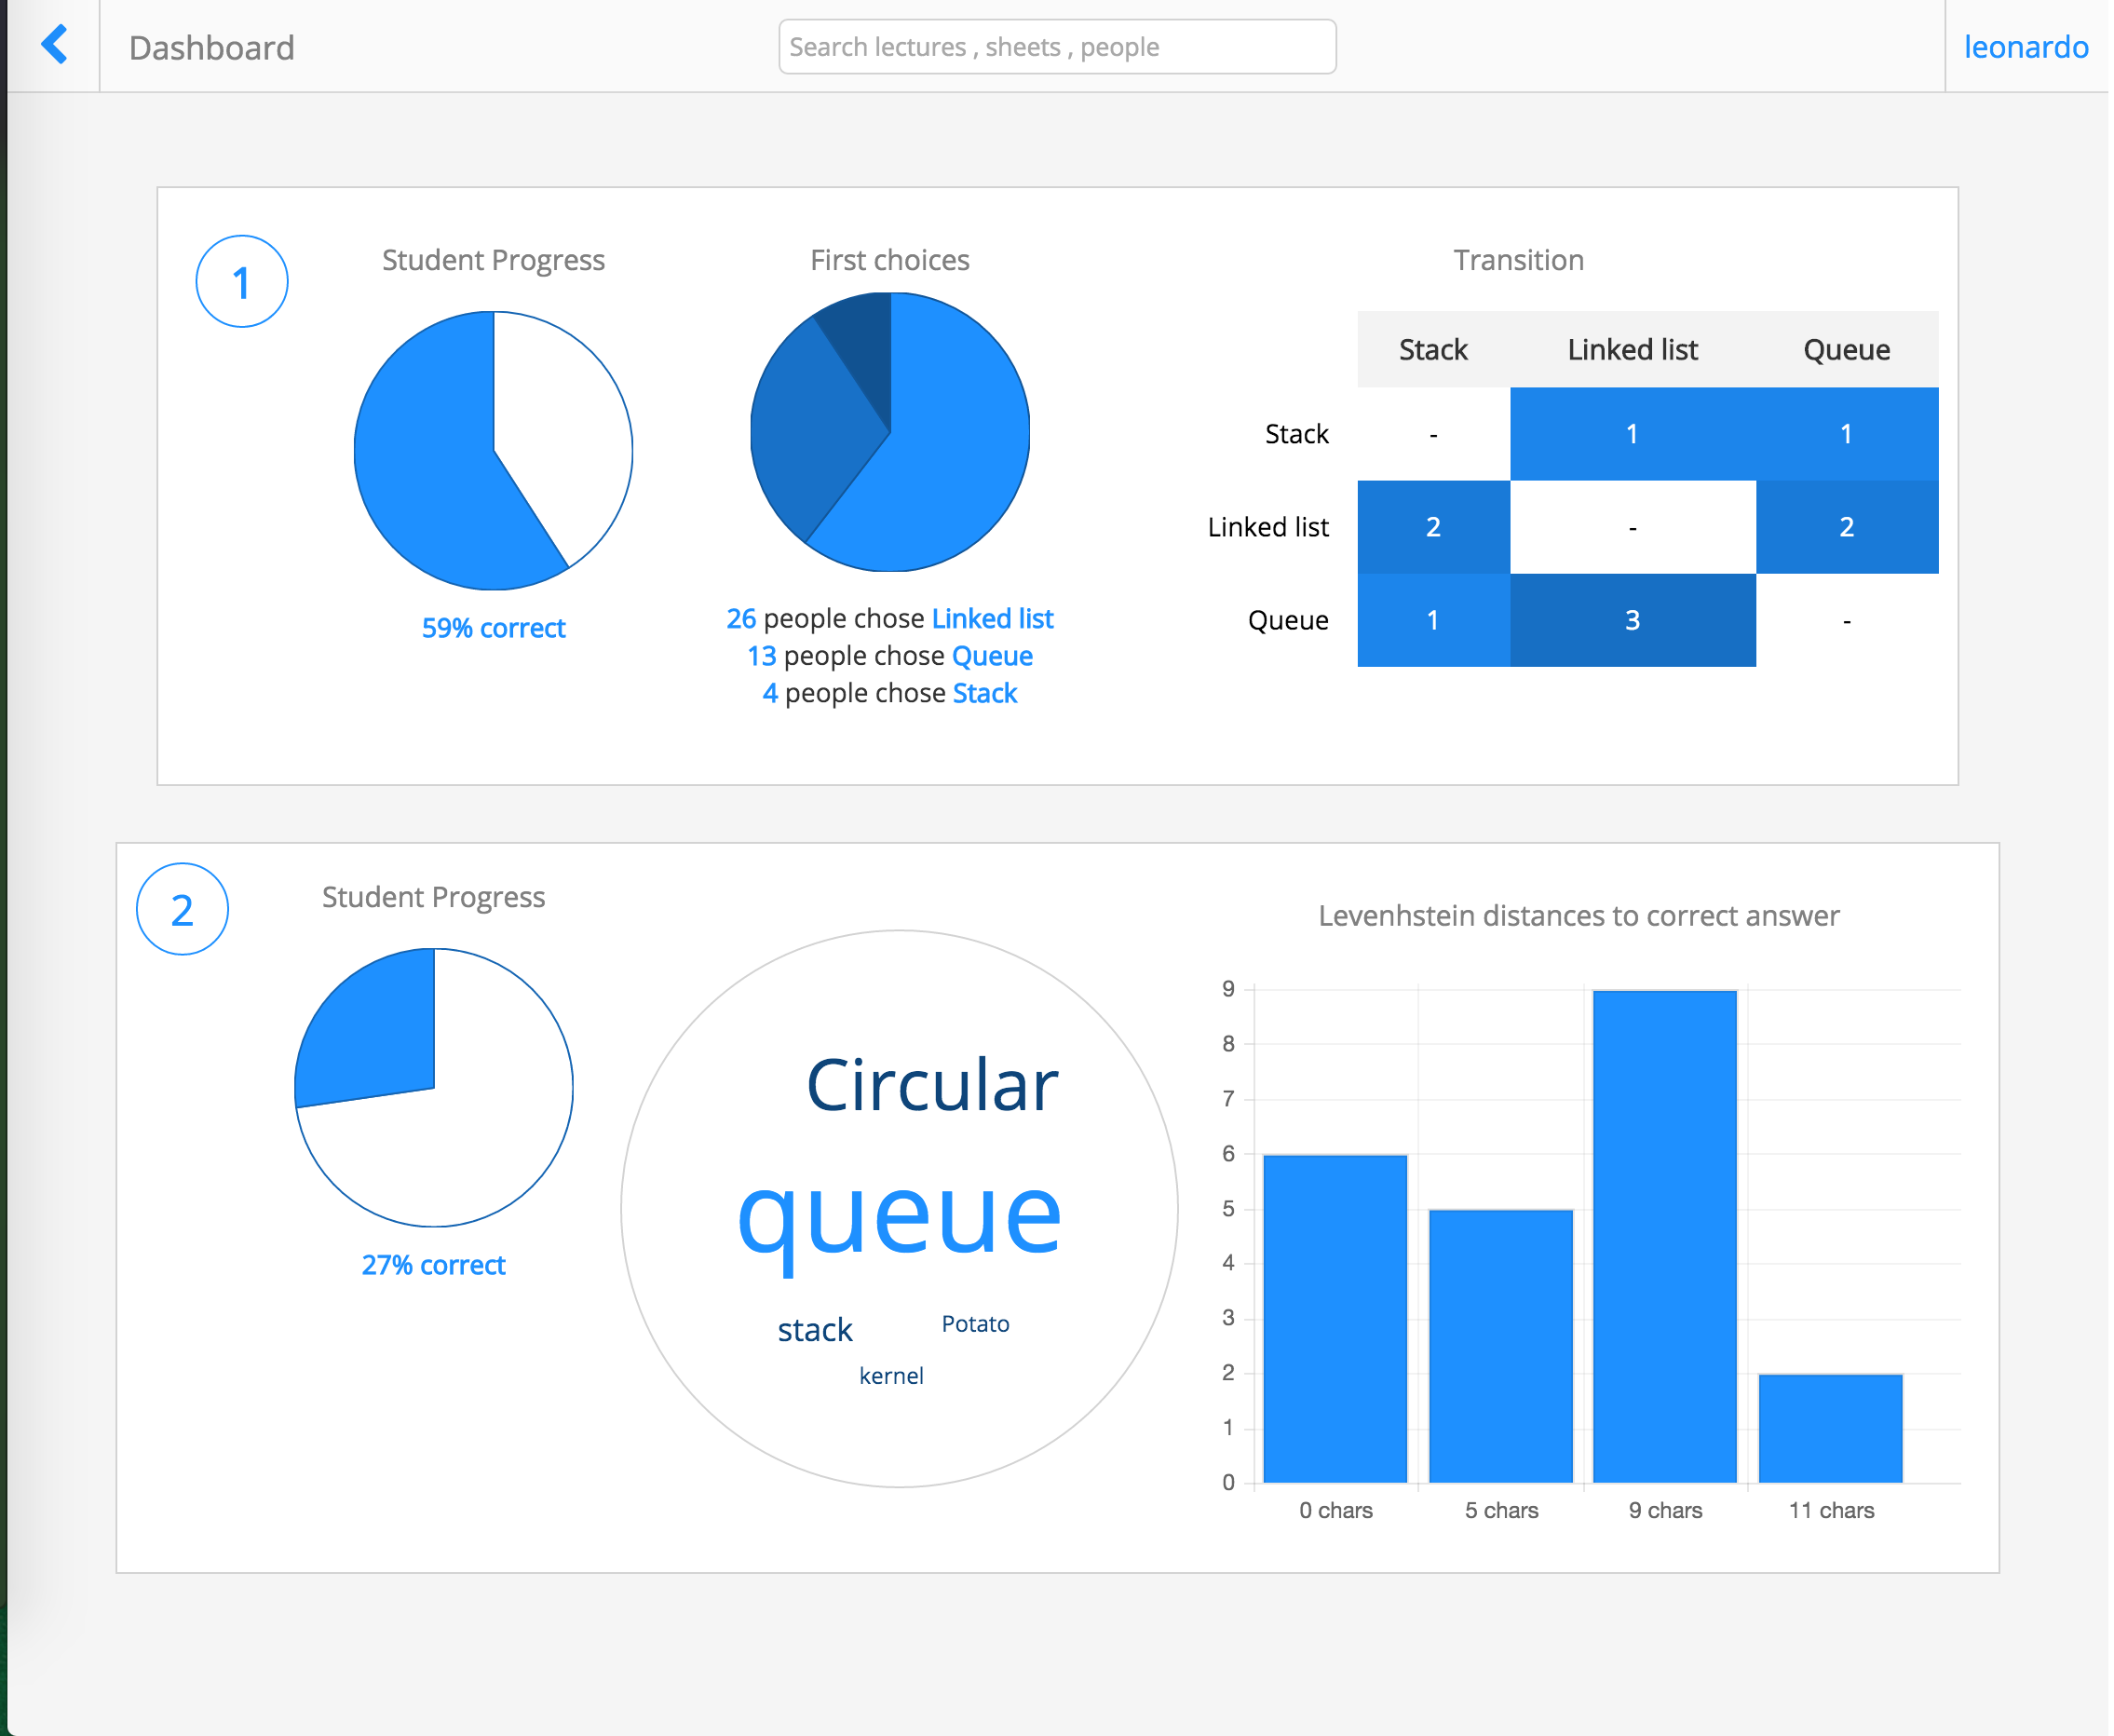 Dashboard
Search lectures , sheets , people
leonardo
1
Student Progress
59% correct
First choices
26 people chose Linked list
13 people chose Queue
4 people chose Stack
Transition
Stack Linked list Queue
Stack - 1 1
Linked list 2 - 2
Queue 1 3 -
2
Student Progress
27% correct
Circular
queue
stack Potato
kernel
Levenhstein distances to correct answer
9
8
7
6
5
4
3
2
1
0
0 chars 5 chars 9 chars 11 chars